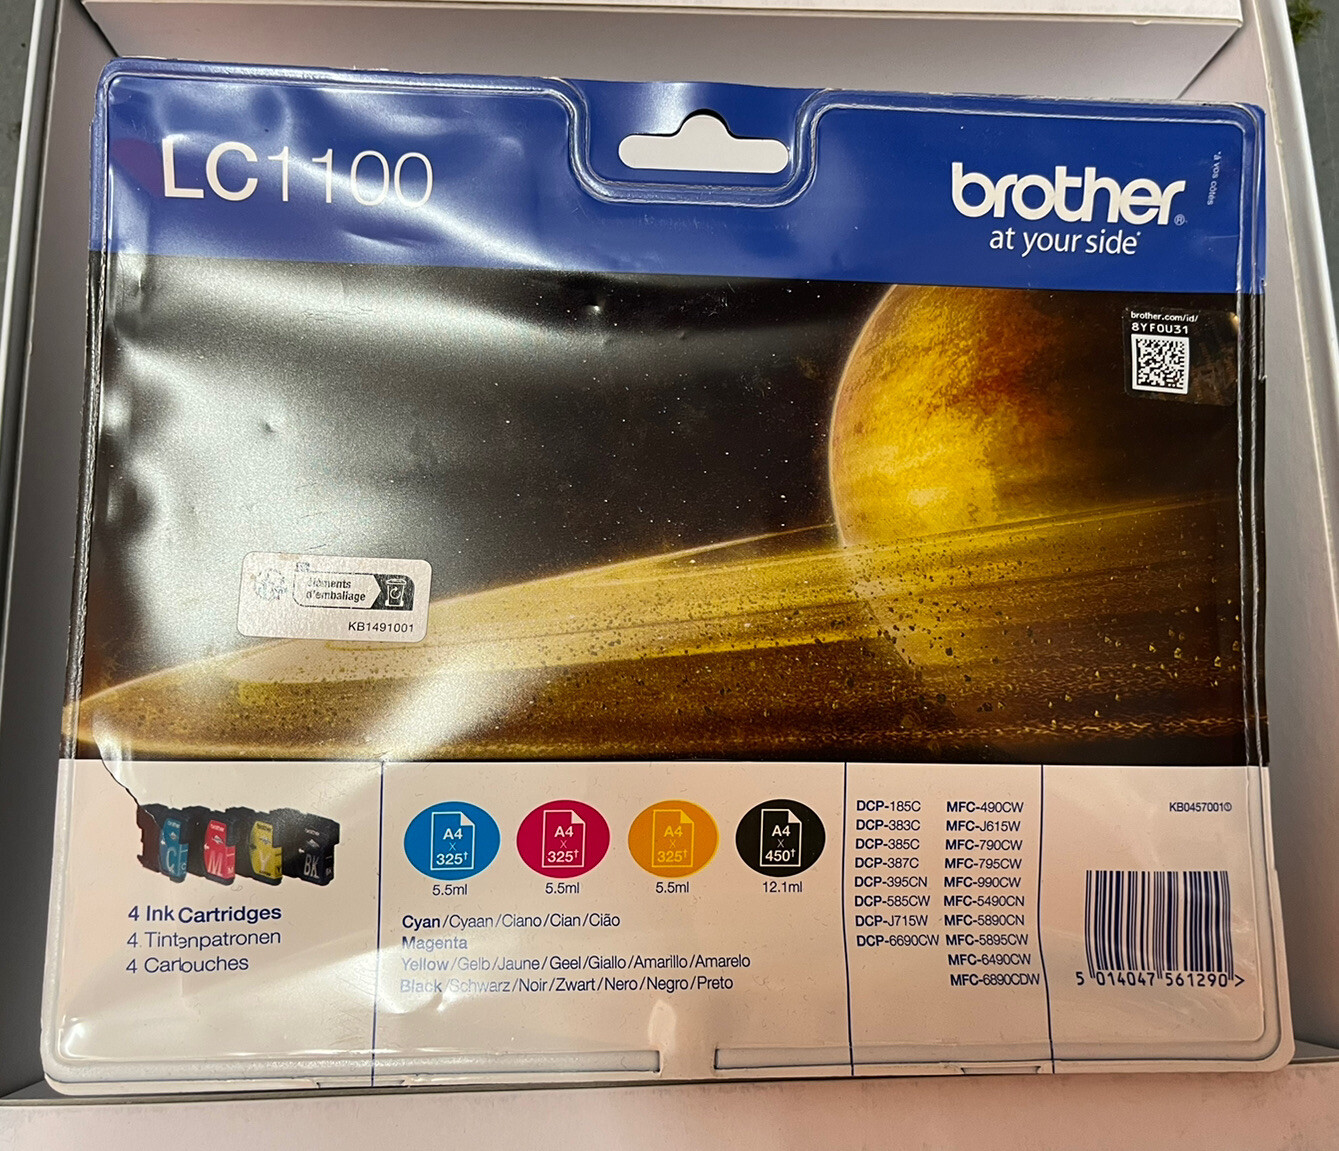 LC1100
brother®
at your side*
*à vos côtés
brother.com/id/
8YF0U31
éléments
d'emballage
KB1491001
C
M
Y
BK
4 Ink Cartridges
4 Tintenpatronen
4 Cartouches
A4
x
325†
5.5ml
A4
x
325†
5.5ml
A4
x
325†
5.5ml
A4
x
450†
12.1ml
Cyan/Cyaan/Ciano/Cian/Cião
Magenta
Yellow/Gelb/Jaune/Geel/Giallo/Amarillo/Amarelo
Black/Schwarz/Noir/Zwart/Nero/Negro/Preto
DCP-185C
DCP-383C
DCP-385C
DCP-387C
DCP-395CN
DCP-585CW
DCP-J715W
DCP-6690CW
MFC-490CW
MFC-J615W
MFC-790CW
MFC-795CW
MFC-990CW
MFC-5490CN
MFC-5890CN
MFC-5895CW
MFC-6490CW
MFC-6890CDW
KB0457001①
5 014047 561290 >